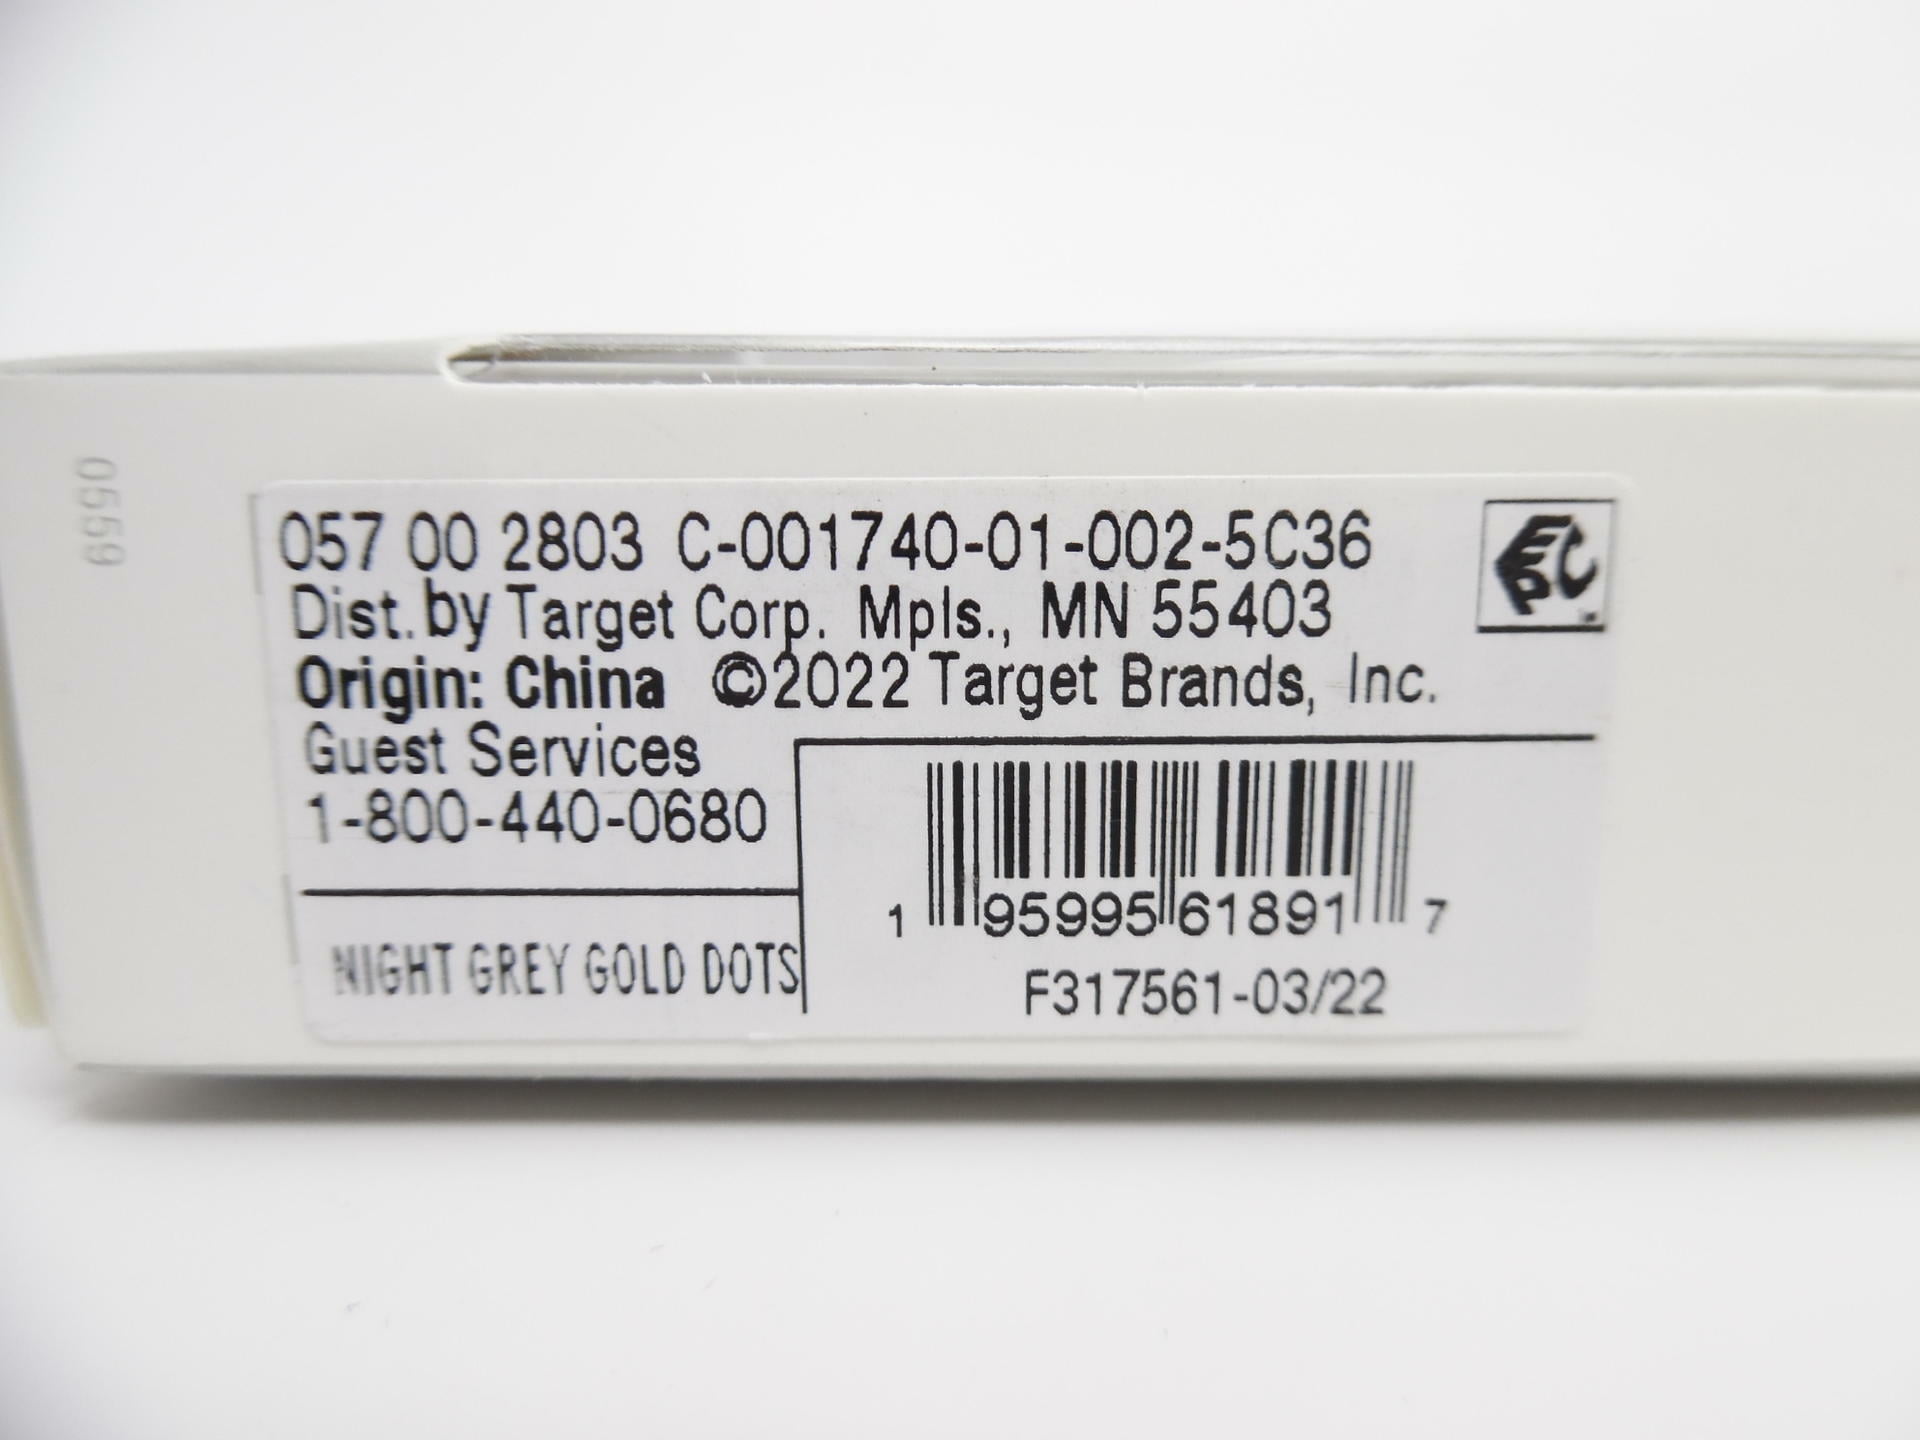 057 00 2803 C-001740-01-002-5C36
Dist. by Target Corp. Mpls., MN 55403
Origin: China ©2022 Target Brands, Inc.
Guest Services
1-800-440-0680
NIGHT GREY GOLD DOTS
1 95995 61891 7
F317561-03/22
EPC
0559